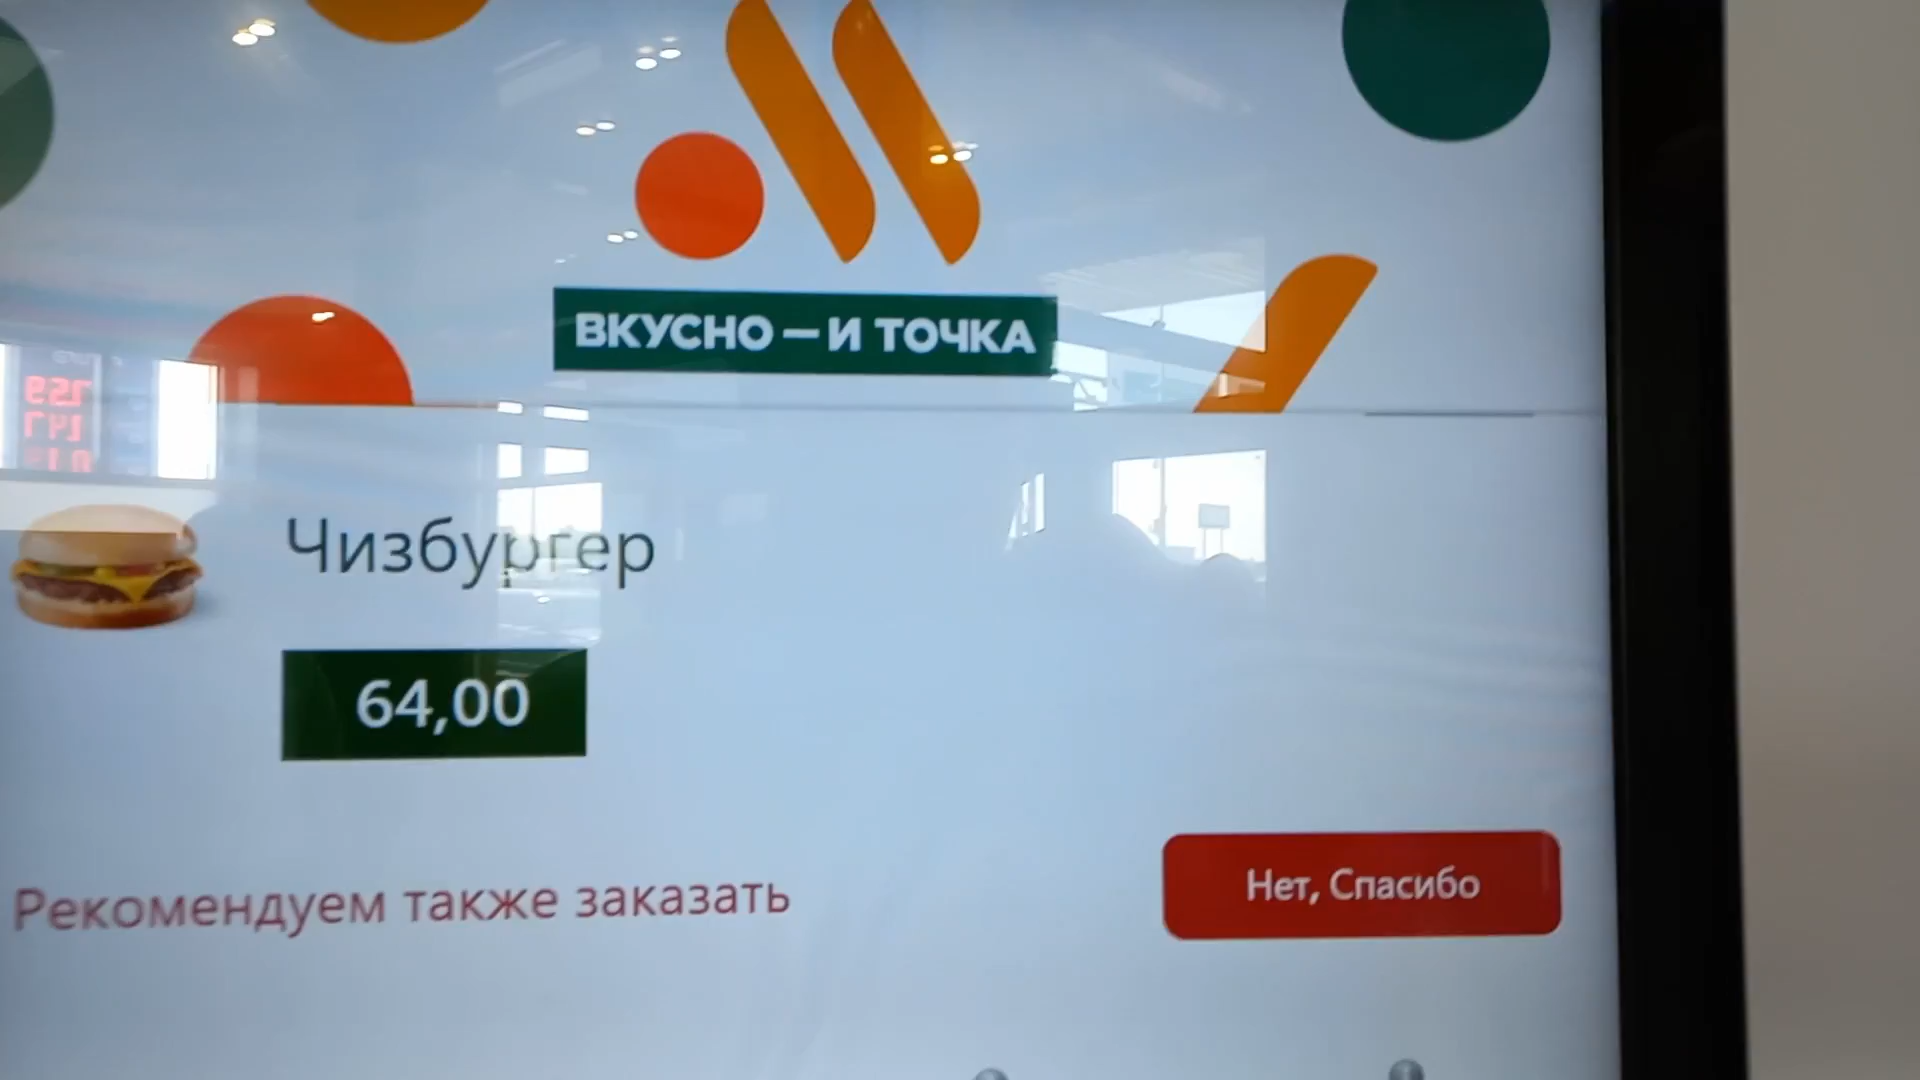 ВКУСНО — И ТОЧКА
Чизбургер
64,00
Рекомендуем также заказать
Нет, Спасибо